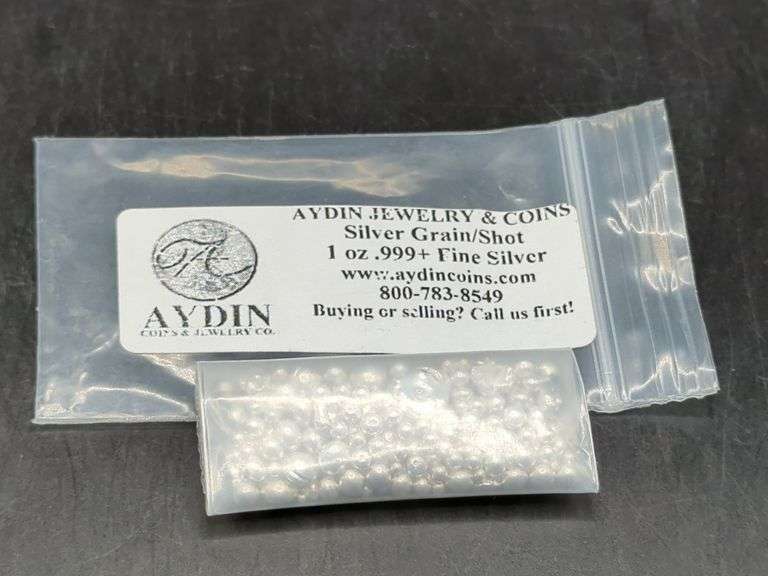 AYDIN
COINS & JEWELRY CO.
AYDIN JEWELRY & COINS
Silver Grain/Shot
1 oz .999+ Fine Silver
www.aydincoins.com
800-783-8549
Buying or selling? Call us first!